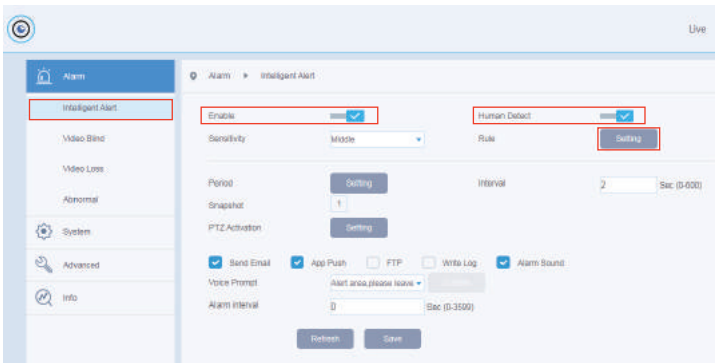 Live
Alarm
Alarm Intelligent Alert
Intelligent Alert
Enable
Human Detect
Video Blind
Sensitivity
Middle
Rule
Setting
Video Loss
Period
Setting
Interval
2
Sec (0-600)
Abnormal
Snapshot
1
System
PTZ Activation
Setting
Advanced
Send Email
App Push
FTP
Write Log
Alarm Sound
Voice Prompt
Alert area,please leave
Info
Alarm interval
0
Sec (0-3599)
Refresh
Save